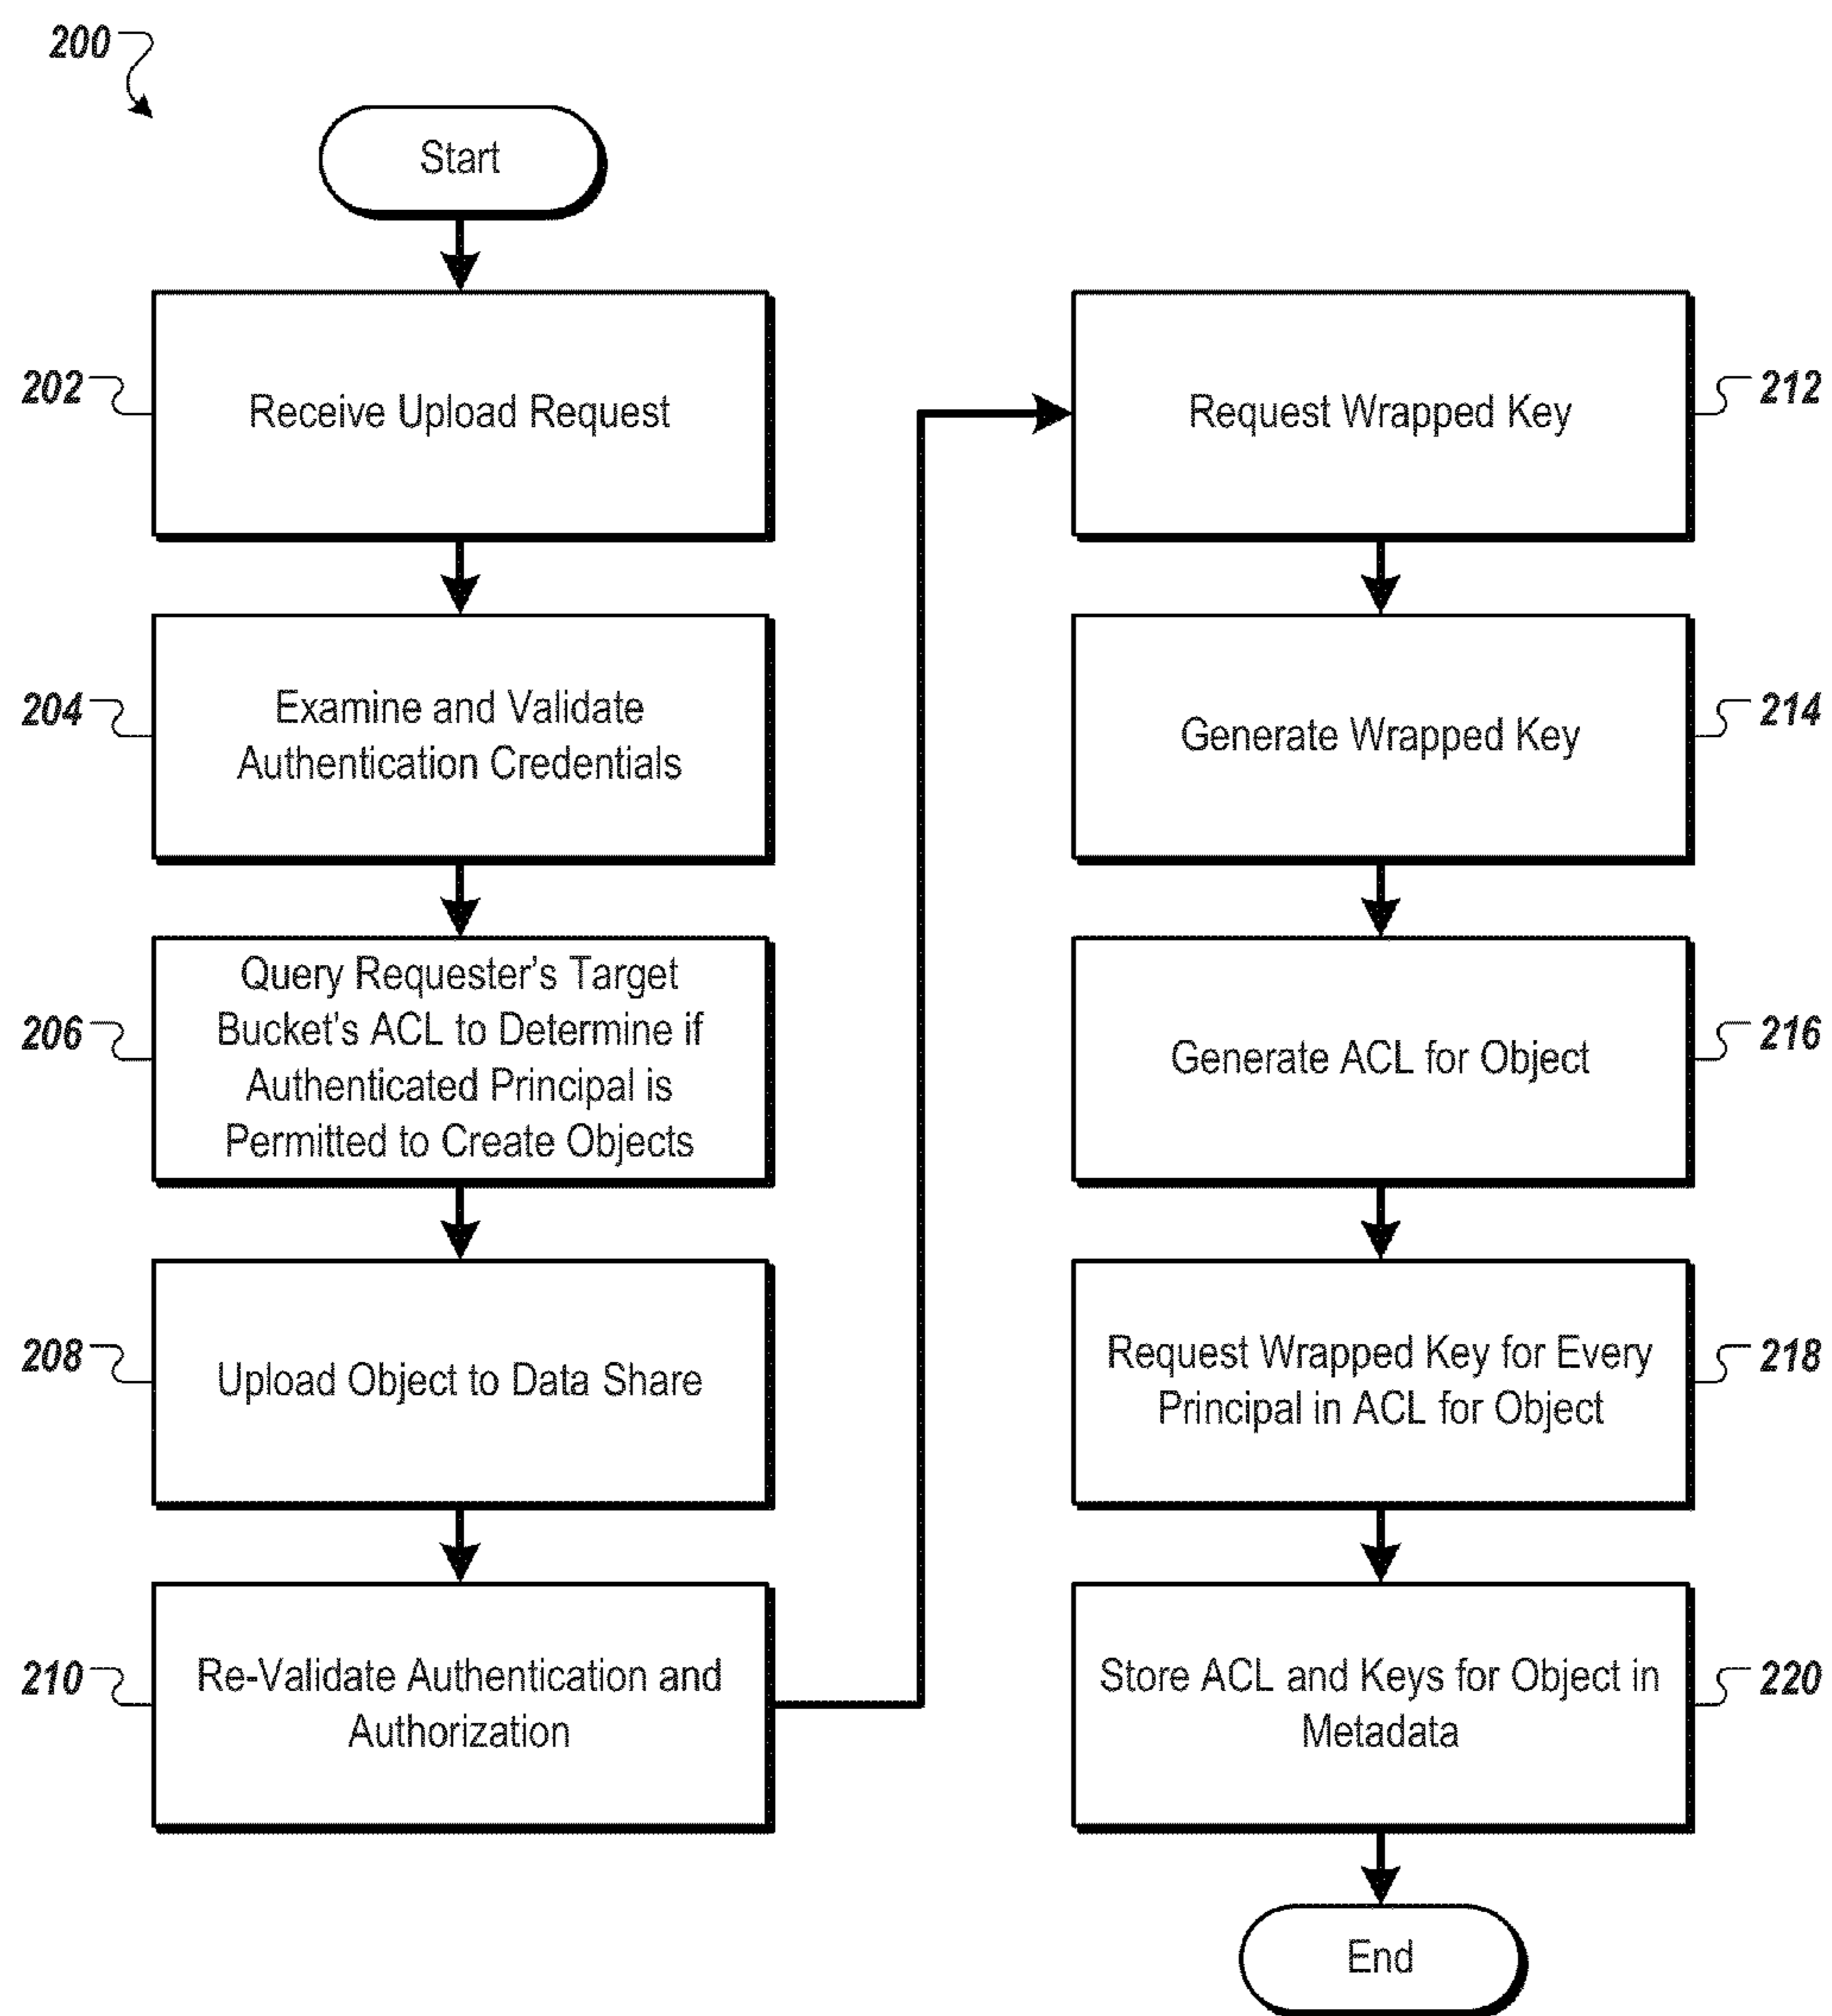 200
Start
202
Receive Upload Request
204
Examine and Validate
Authentication Credentials
206
Query Requester's Target
Bucket's ACL to Determine if
Authenticated Principal is
Permitted to Create Objects
208
Upload Object to Data Share
210
Re-Validate Authentication and
Authorization
Request Wrapped Key
212
Generate Wrapped Key
214
Generate ACL for Object
216
Request Wrapped Key for Every
Principal in ACL for Object
218
Store ACL and Keys for Object in
Metadata
220
End